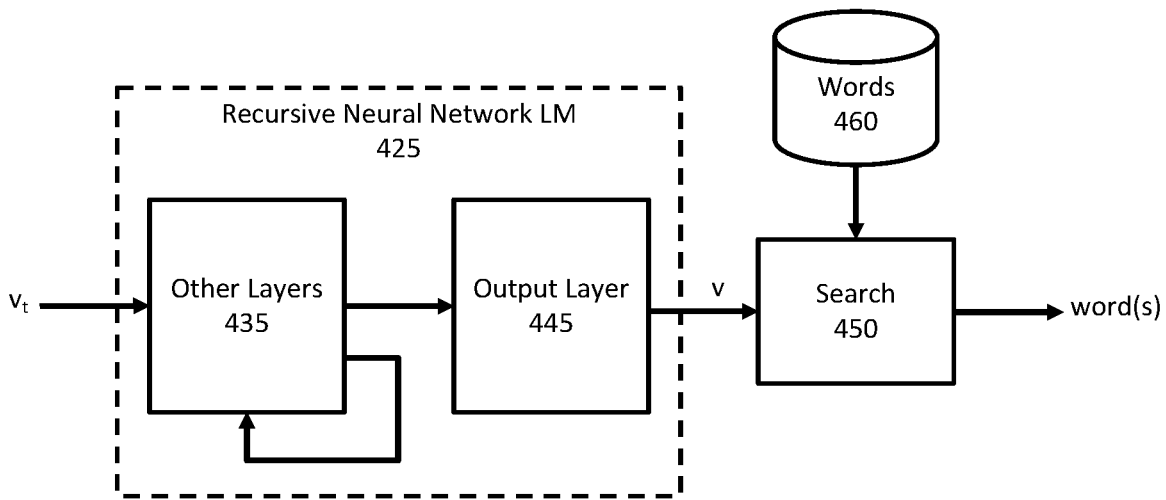 Words
460
Recursive Neural Network LM
425
vt
Other Layers
435
Output Layer
445
v
Search
450
word(s)